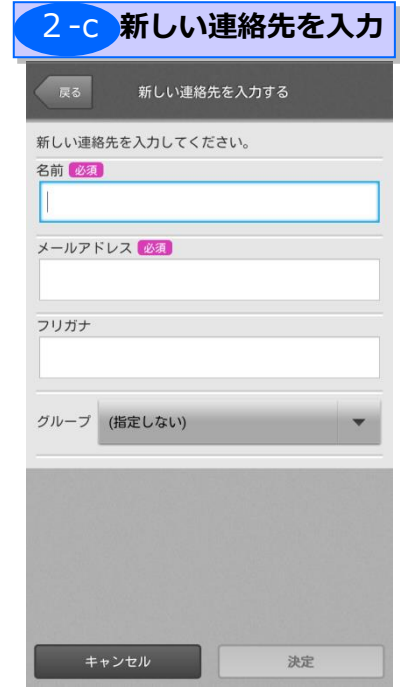 2-c 新しい連絡先を入力
戻る 新しい連絡先を入力する
新しい連絡先を入力してください。
名前 必須
メールアドレス 必須
フリガナ
グループ (指定しない)
キャンセル 決定